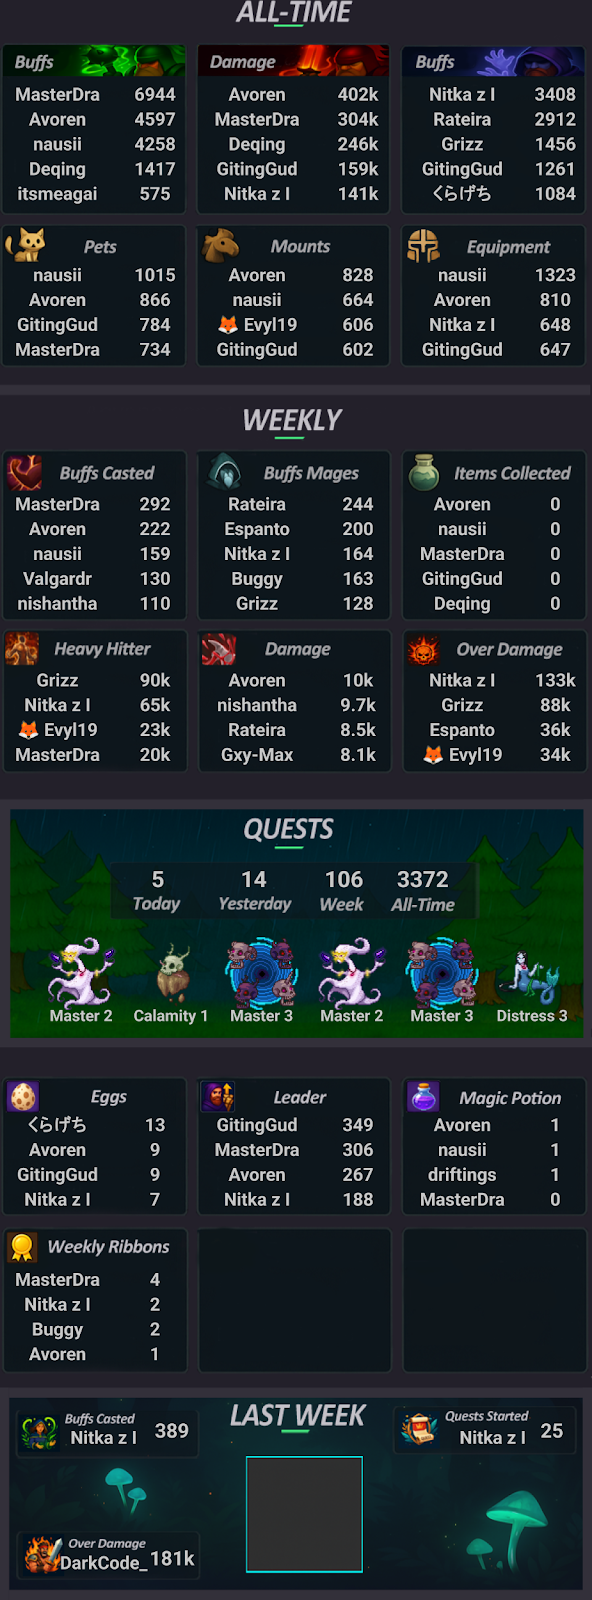 ALL-TIME
Buffs
MasterDra 6944
Avoren 4597
nausii 4258
Deqing 1417
itsmeagai 575
Damage
Avoren 402k
MasterDra 304k
Deqing 246k
GitingGud 159k
Nitka z I 141k
Buffs
Nitka z I 3408
Rateira 2912
Grizz 1456
GitingGud 1261
くらげち 1084
Pets
nausii 1015
Avoren 866
GitingGud 784
MasterDra 734
Mounts
Avoren 828
nausii 664
🦊 Evyl19 606
GitingGud 602
Equipment
nausii 1323
Avoren 810
Nitka z I 648
GitingGud 647
WEEKLY
Buffs Casted
MasterDra 292
Avoren 222
nausii 159
Valgardr 130
nishantha 110
Buffs Mages
Rateira 244
Espanto 200
Nitka z I 164
Buggy 163
Grizz 128
Items Collected
Avoren 0
nausii 0
MasterDra 0
GitingGud 0
Deqing 0
Heavy Hitter
Grizz 90k
Nitka z I 65k
🦊 Evyl19 23k
MasterDra 20k
Damage
Avoren 10k
nishantha 9.7k
Rateira 8.5k
Gxy-Max 8.1k
Over Damage
Nitka z I 133k
Grizz 88k
Espanto 36k
🦊 Evyl19 34k
QUESTS
5 14 106 3372
Today Yesterday Week All-Time
Master 2 Calamity 1 Master 3 Master 2 Master 3 Distress 3
Eggs
くらげち 13
Avoren 9
GitingGud 9
Nitka z I 7
Leader
GitingGud 349
MasterDra 306
Avoren 267
Nitka z I 188
Magic Potion
Avoren 1
nausii 1
driftings 1
MasterDra 0
Weekly Ribbons
MasterDra 4
Nitka z I 2
Buggy 2
Avoren 1
LAST WEEK
Buffs Casted
Nitka z I 389
Quests Started
Nitka z I 25
Over Damage
DarkCode_ 181k